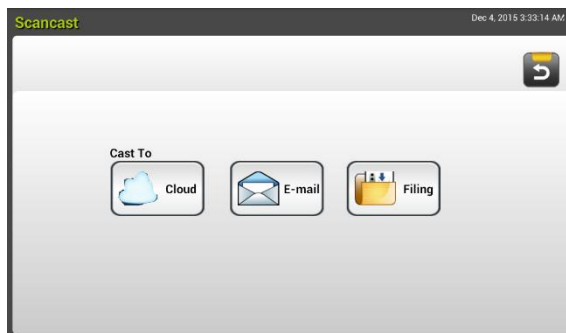 Scancast
Dec 4, 2015 3:33:14 AM
Cast To
Cloud
E-mail
Filing